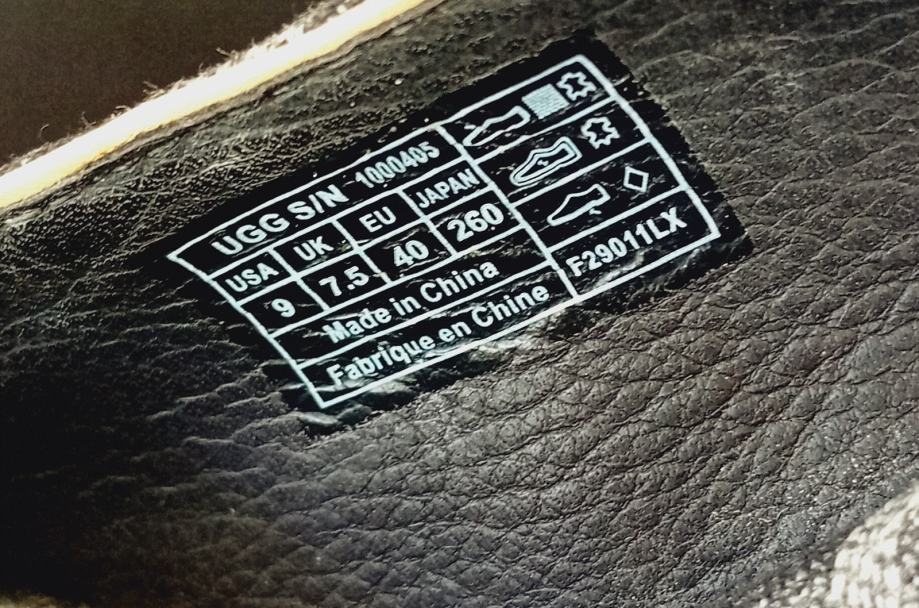 UGG S/N 1000405
USA UK EU JAPAN
9 7.5 40 260
Made in China
Fabrique en Chine
F29011LX